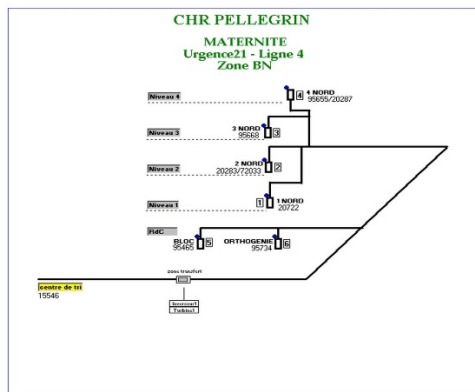 CHR PELLEGRIN
MATERNITE
Urgence21 - Ligne 4
Zone BN
Niveau 4
4
4 NORD
95655/20287
Niveau 3
3 NORD
95668
3
Niveau 2
2 NORD
20283/72033
2
Niveau 1
1
1 NORD
20722
RdC
BLOC
95465
5
ORTHOGENIE
95734
6
zone transfert
centre de tri
15546